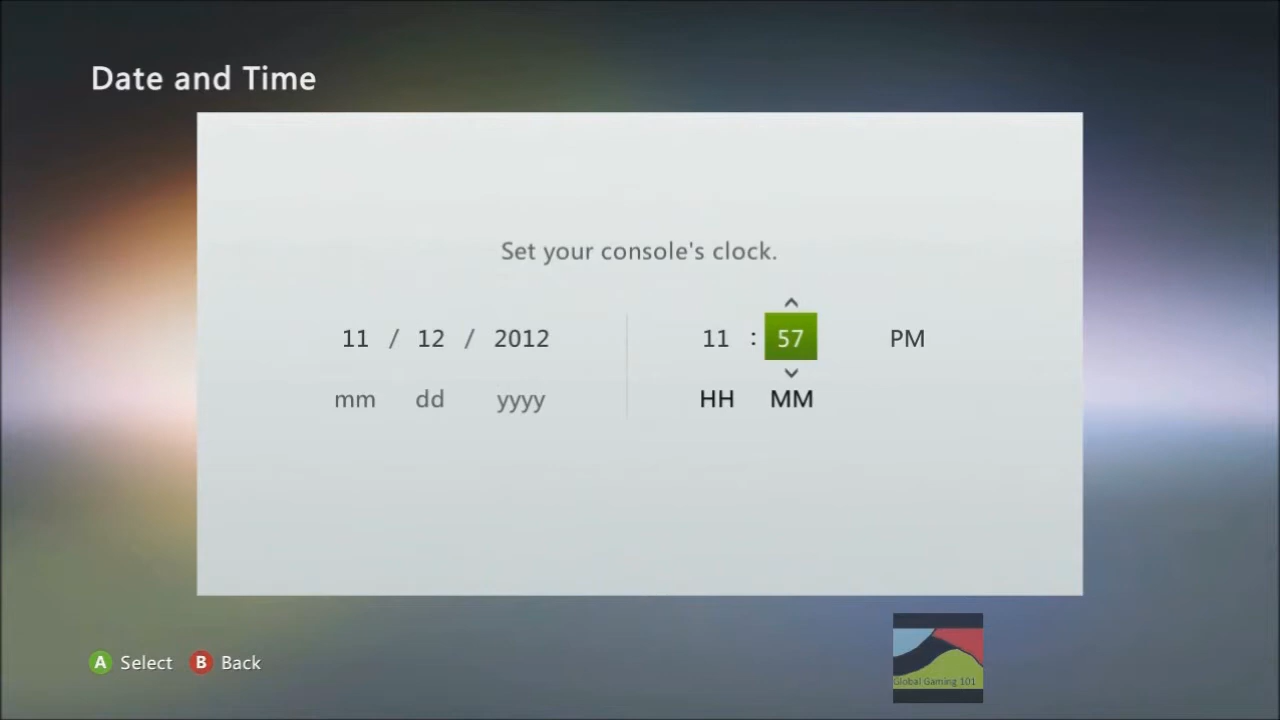 Date and Time
Set your console's clock.
11 / 12 / 2012 11 : 57 PM
mm dd yyyy HH MM
Global Gaming 101
A Select B Back